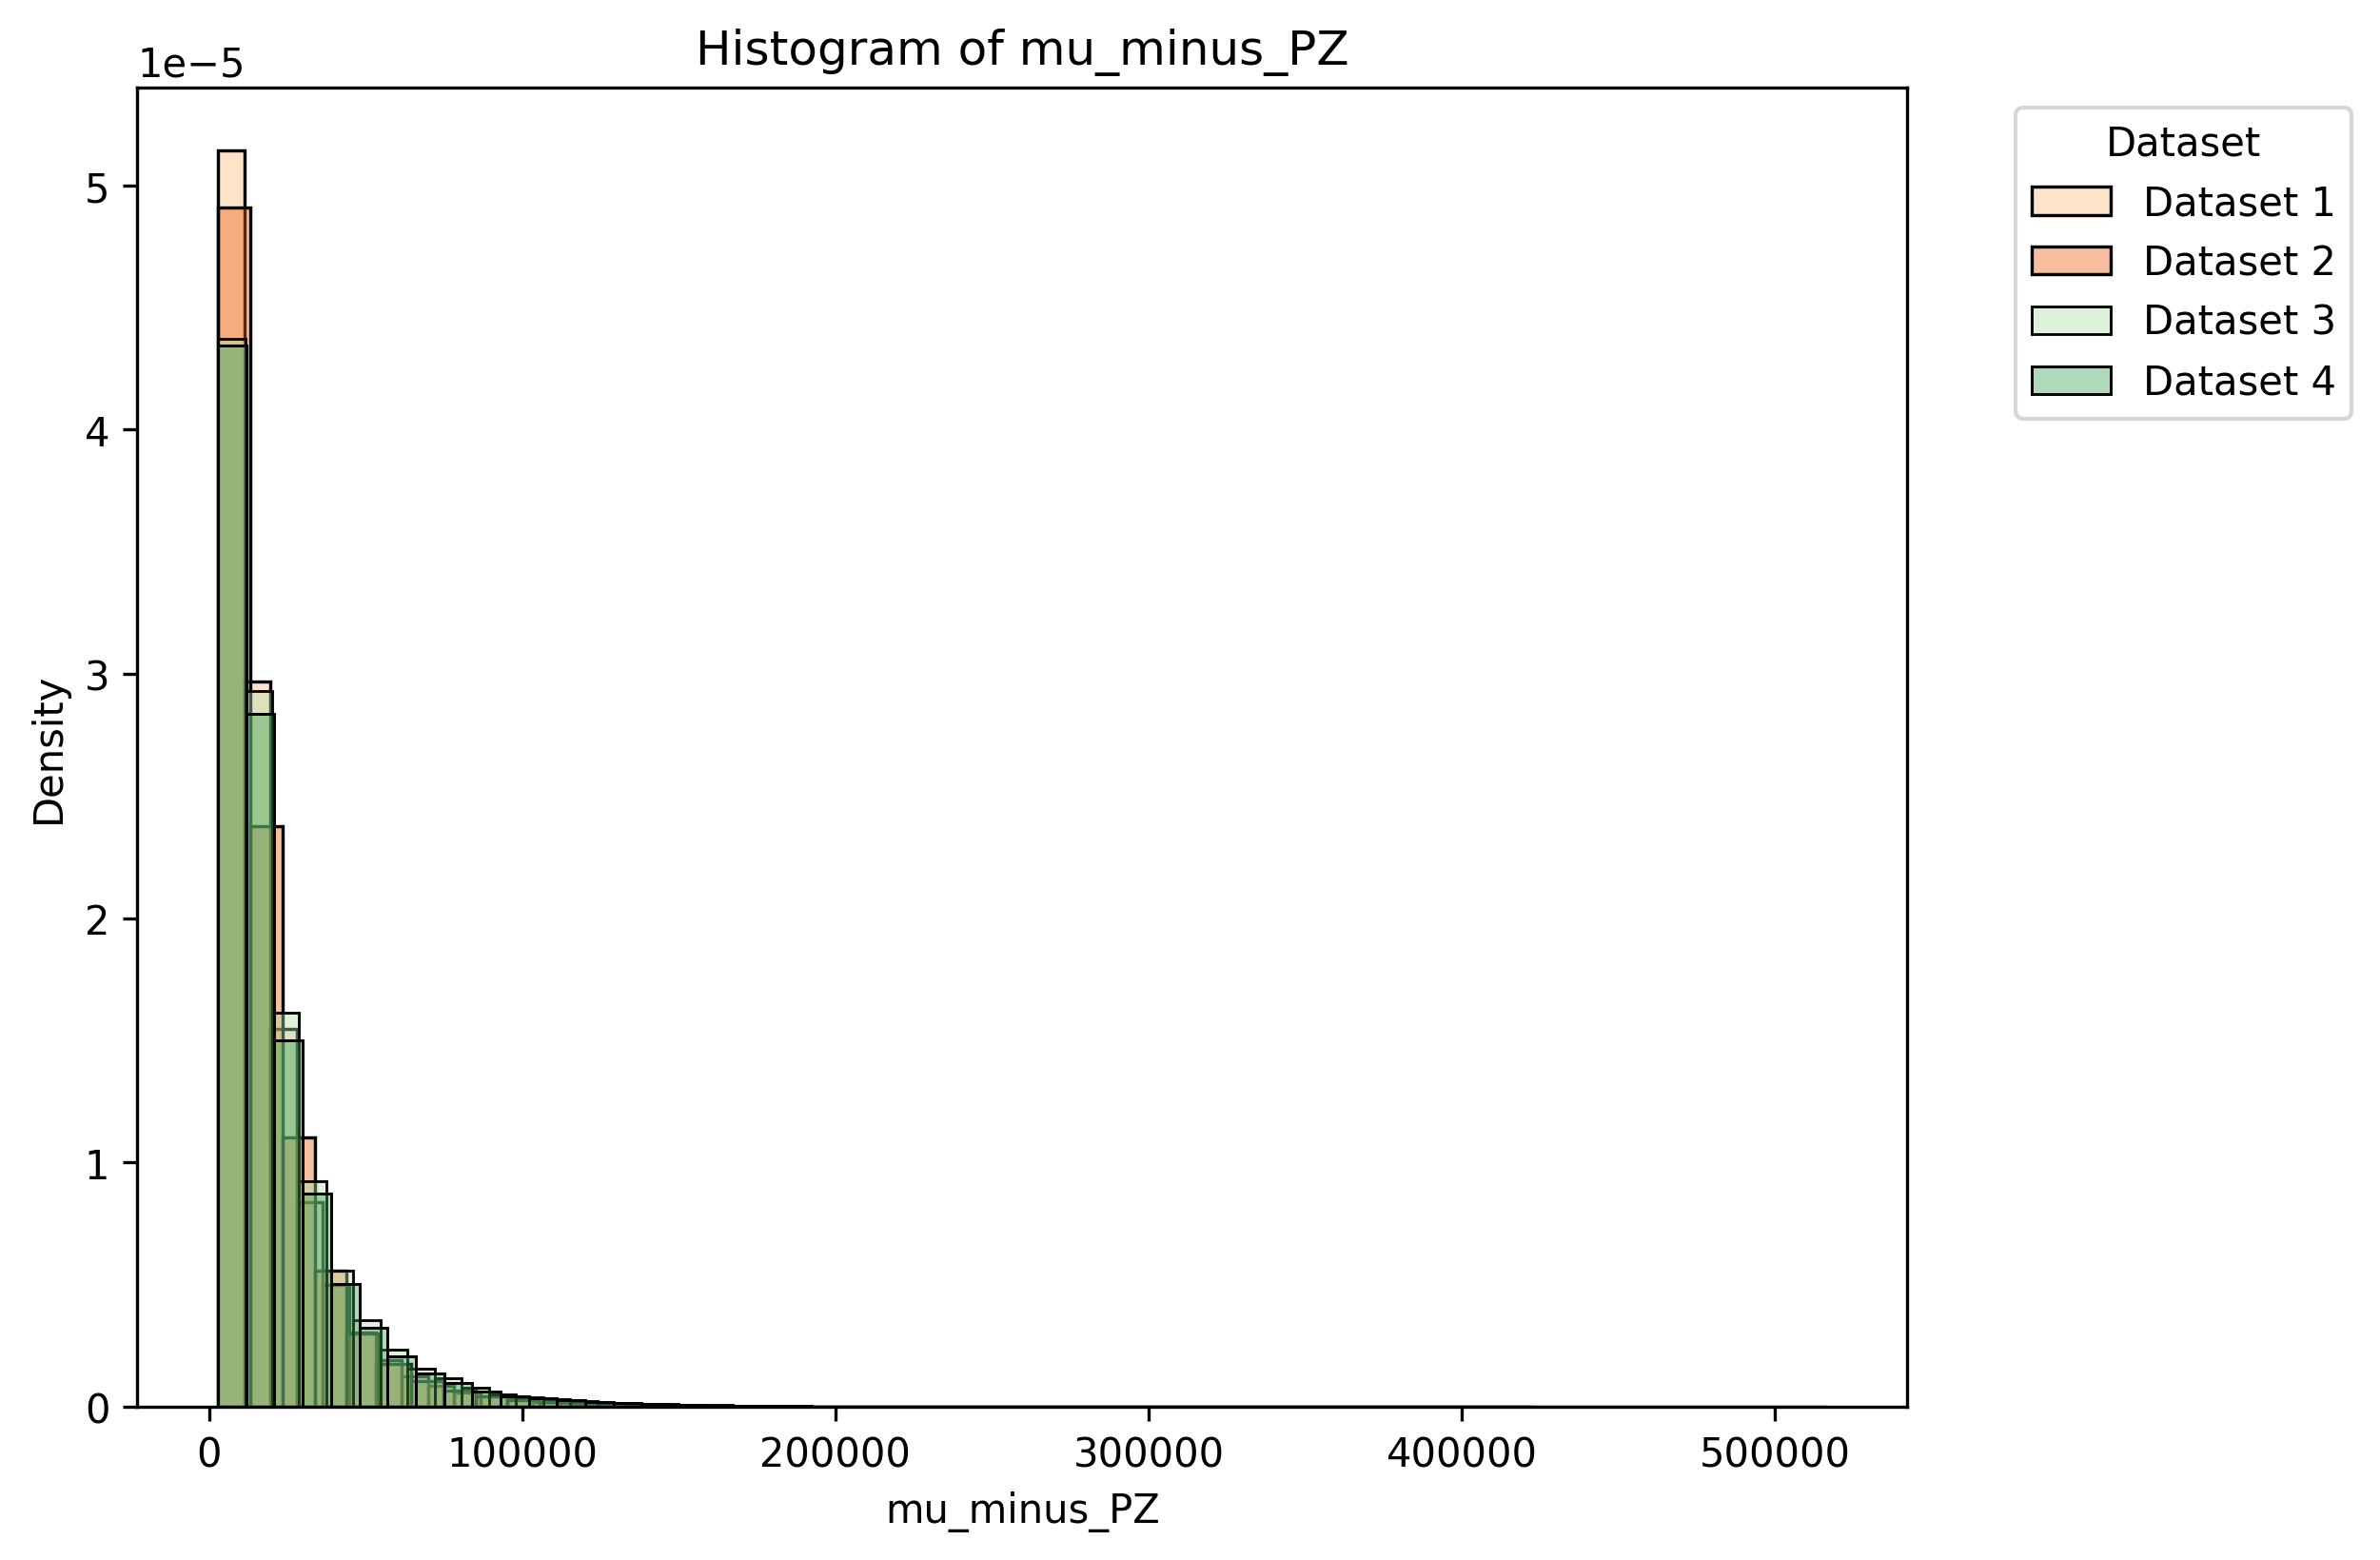 Histogram of mu_minus_PZ
1e−5
5
4
3
2
1
0
Density
0 100000 200000 300000 400000 500000
mu_minus_PZ
Dataset
Dataset 1
Dataset 2
Dataset 3
Dataset 4